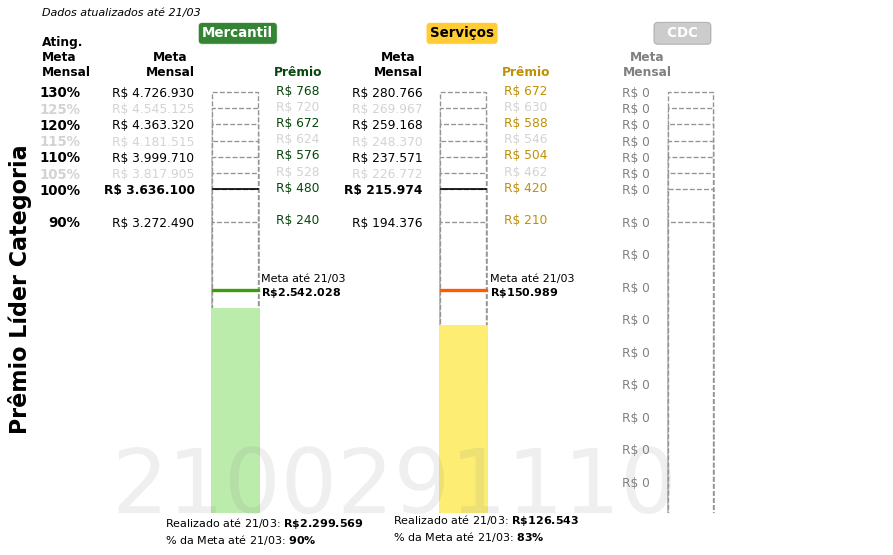 Dados atualizados até 21/03
Mercantil Serviços CDC
Ating. Meta Mensal
Meta Mensal Prêmio Meta Mensal Prêmio Meta Mensal
130% R$ 4.726.930 R$ 768 R$ 280.766 R$ 672 R$ 0
125% R$ 4.545.125 R$ 720 R$ 269.967 R$ 630 R$ 0
120% R$ 4.363.320 R$ 672 R$ 259.168 R$ 588 R$ 0
115% R$ 4.181.515 R$ 624 R$ 248.370 R$ 546 R$ 0
110% R$ 3.999.710 R$ 576 R$ 237.571 R$ 504 R$ 0
105% R$ 3.817.905 R$ 528 R$ 226.772 R$ 462 R$ 0
100% R$ 3.636.100 R$ 480 R$ 215.974 R$ 420 R$ 0
90% R$ 3.272.490 R$ 240 R$ 194.376 R$ 210 R$ 0
R$ 0
Meta até 21/03 Meta até 21/03
R$2.542.028 R$150.989 R$ 0
R$ 0
R$ 0
R$ 0
R$ 0
R$ 0
R$ 0
Prêmio Líder Categoria
2100291110
Realizado até 21/03: R$2.299.569 Realizado até 21/03: R$126.543
% da Meta até 21/03: 90% % da Meta até 21/03: 83%